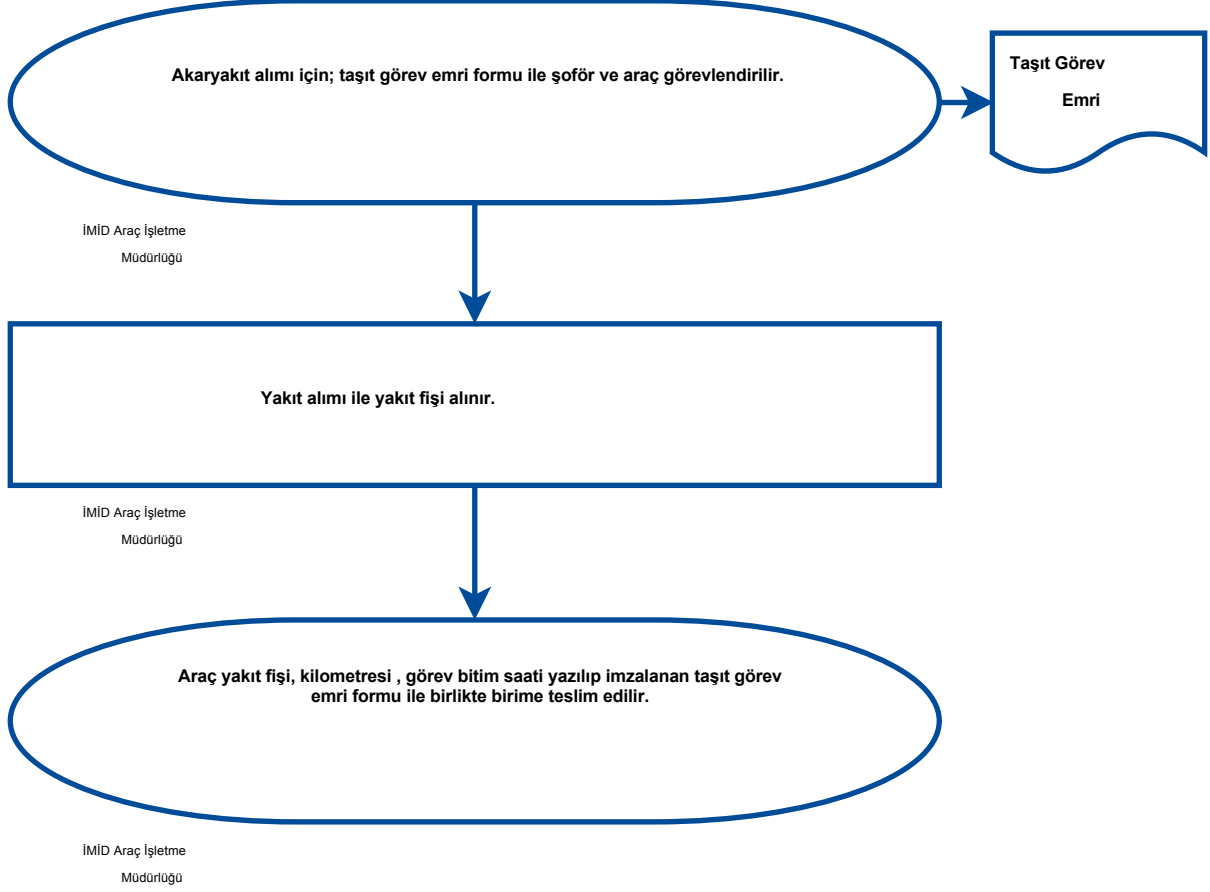 Akaryakıt alımı için; taşıt görev emri formu ile şoför ve araç görevlendirilir.
Taşıt Görev
Emri
İMİD Araç İşletme
Müdürlüğü
Yakıt alımı ile yakıt fişi alınır.
İMİD Araç İşletme
Müdürlüğü
Araç yakıt fişi, kilometresi , görev bitim saati yazılıp imzalanan taşıt görev
emri formu ile birlikte birime teslim edilir.
İMİD Araç İşletme
Müdürlüğü